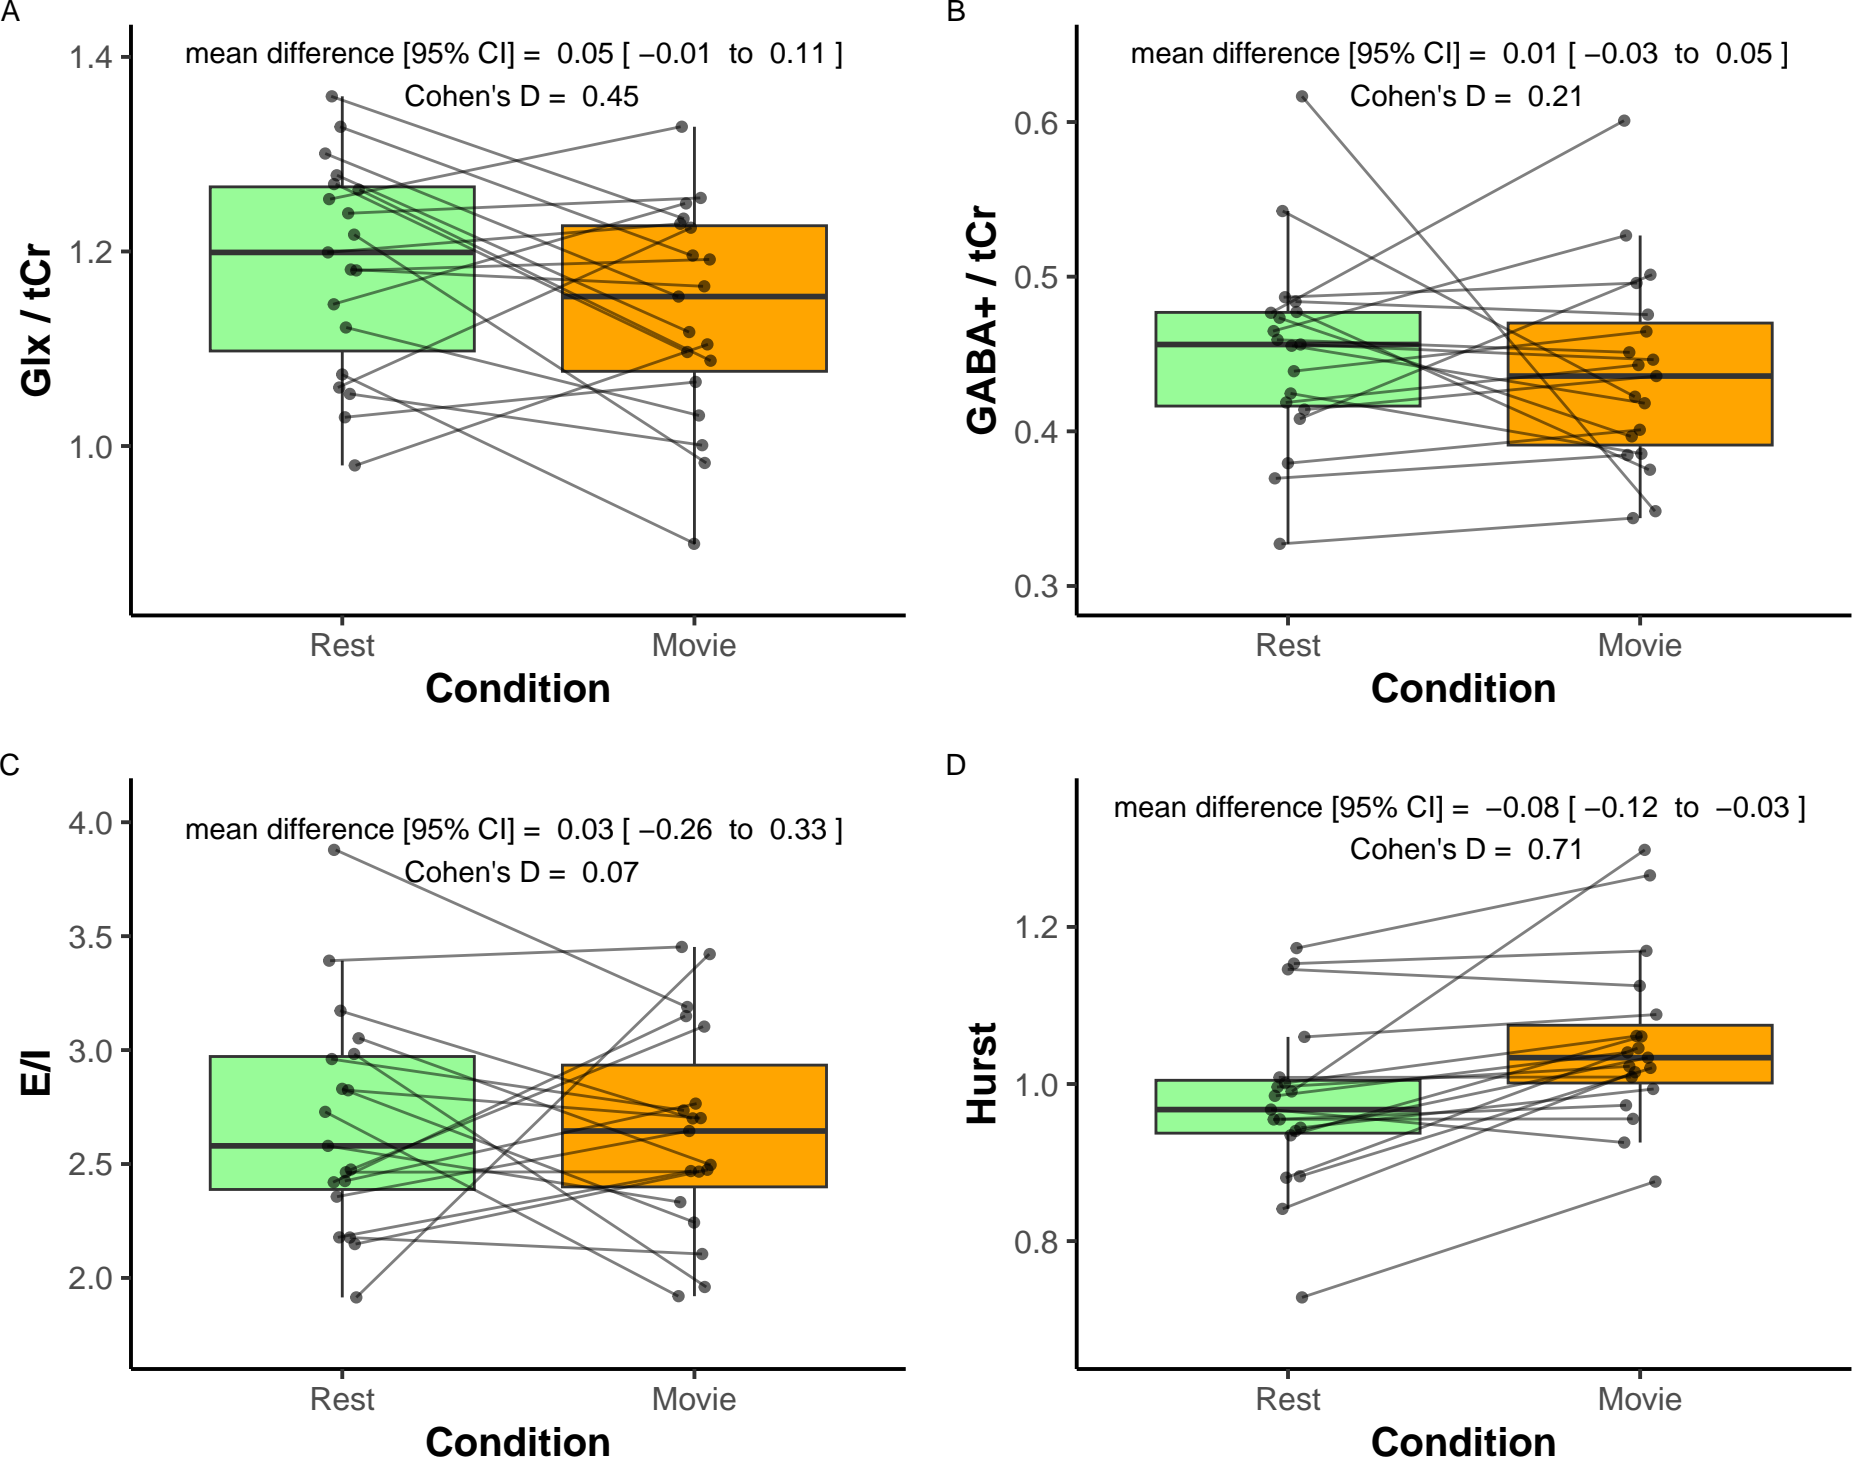 A
mean difference [95% CI] = 0.05 [ −0.01 to 0.11 ]
Cohen's D = 0.45
1.4
1.2
1.0
Glx / tCr
Rest
Movie
Condition
B
mean difference [95% CI] = 0.01 [ −0.03 to 0.05 ]
Cohen's D = 0.21
0.6
0.5
0.4
0.3
GABA+ / tCr
Rest
Movie
Condition
C
mean difference [95% CI] = 0.03 [ −0.26 to 0.33 ]
Cohen's D = 0.07
4.0
3.5
3.0
2.5
2.0
E/I
Rest
Movie
Condition
D
mean difference [95% CI] = −0.08 [ −0.12 to −0.03 ]
Cohen's D = 0.71
1.2
1.0
0.8
Hurst
Rest
Movie
Condition